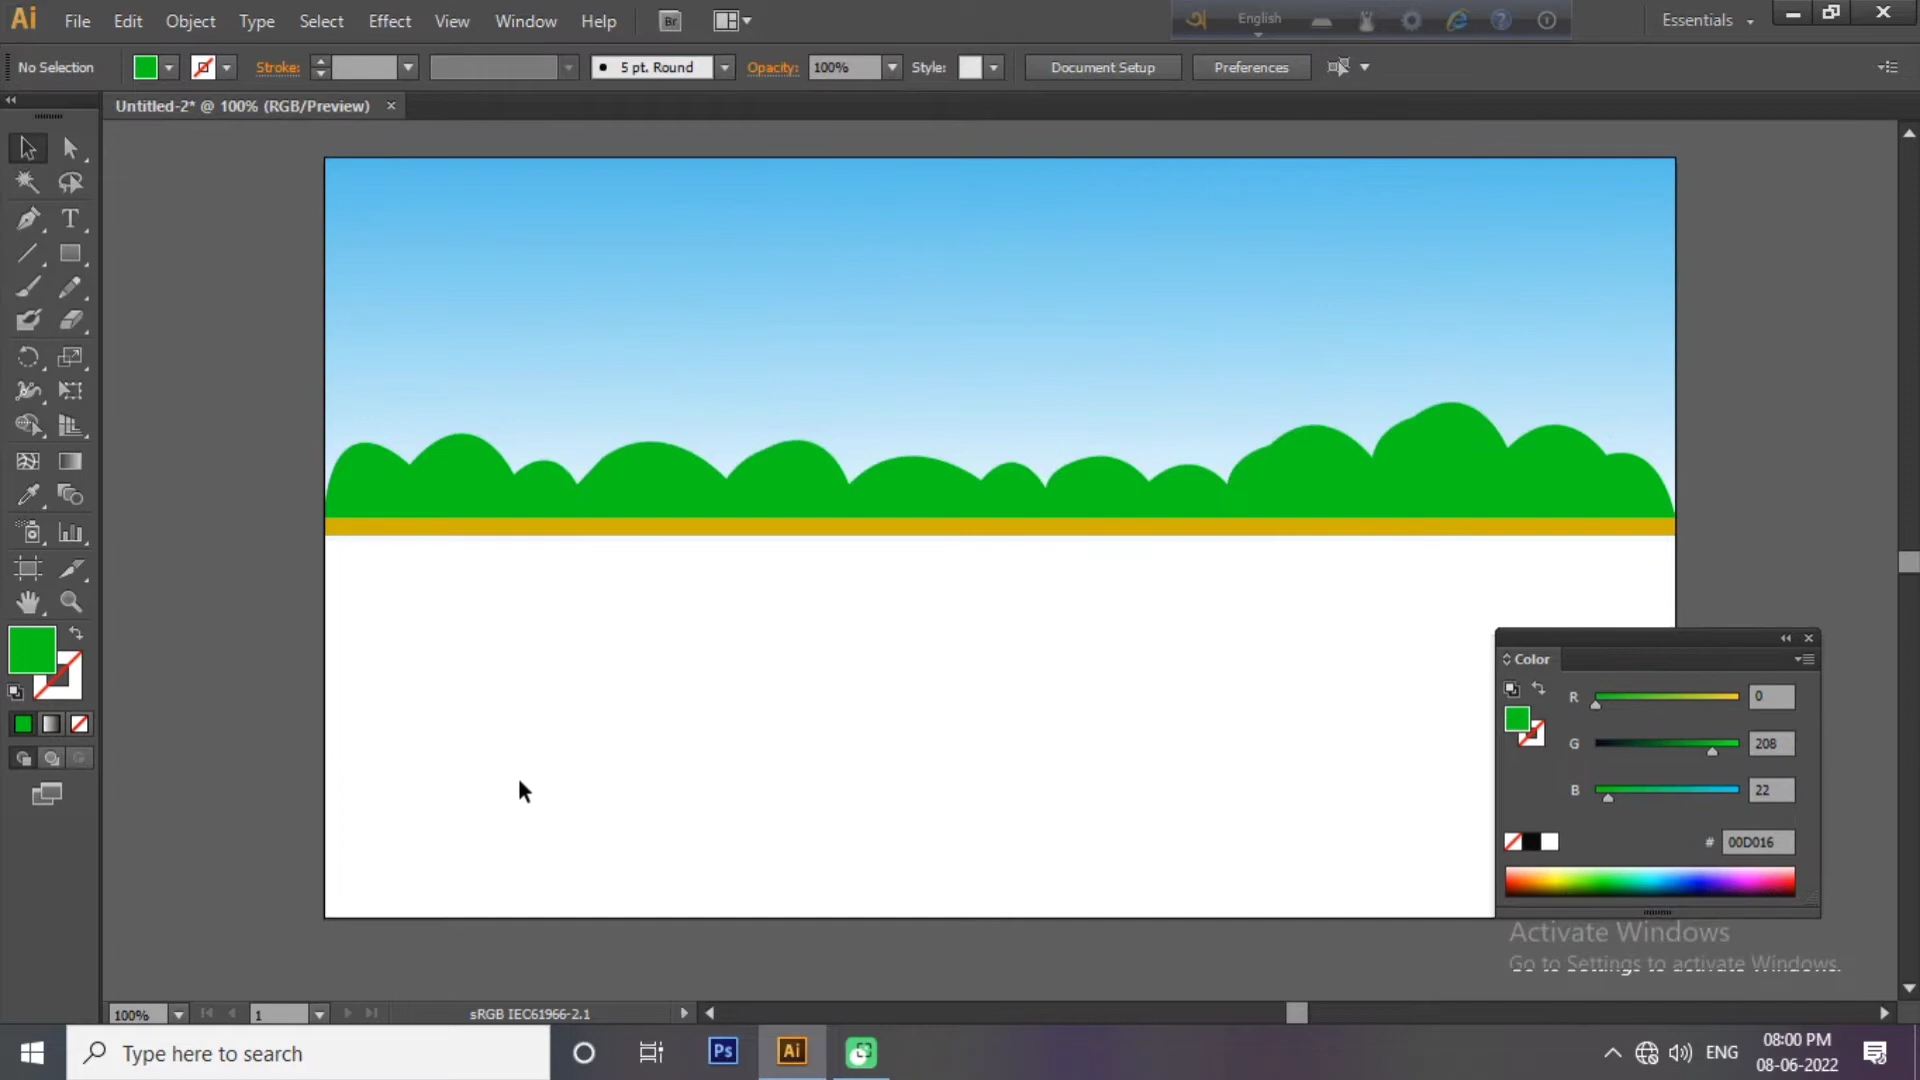 Ai File Edit Object Type Select Effect View Window Help Br English Essentials
No Selection Stroke: 5 pt. Round Opacity: 100% Style: Document Setup Preferences
Untitled-2* @ 100% (RGB/Preview)
Color
R 0
G 208
B 22
# 00D016
Activate Windows
Go to Settings to activate Windows.
100% 1 sRGB IEC61966-2.1
Type here to search Ps Ai ENG 08:00 PM
08-06-2022